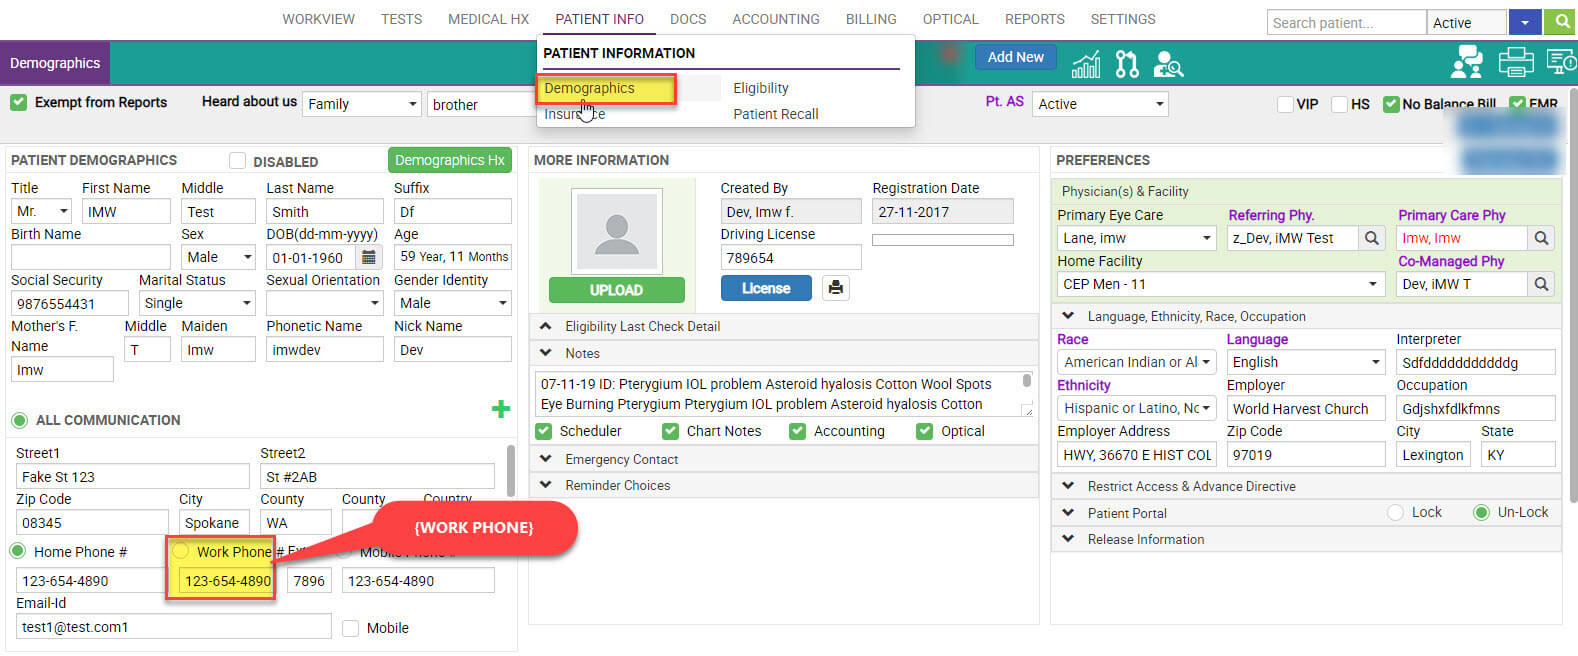 WORKVIEW TESTS MEDICAL HX PATIENT INFO DOCS ACCOUNTING BILLING OPTICAL REPORTS SETTINGS Search patient... Active
Demographics PATIENT INFORMATION Add New
Demographics Eligibility
Insurance Patient Recall
Exempt from Reports Heard about us Family brother Pt. AS Active VIP HS No Balance Bill EMR
PATIENT DEMOGRAPHICS DISABLED Demographics Hx
Title First Name Middle Last Name Suffix
Mr. IMW Test Smith Df
Birth Name Sex DOB(dd-mm-yyyy) Age
Male 01-01-1960 59 Year, 11 Months
Social Security Marital Status Sexual Orientation Gender Identity
9876554431 Single Male
Mother's F. Name Middle Maiden Phonetic Name Nick Name
Imw T Imw imwdev Dev
ALL COMMUNICATION
Street1 Street2
Fake St 123 St #2AB
Zip Code City County County Country
08345 Spokane WA
{WORK PHONE}
Home Phone # Work Phone # Ext Mobile Phone #
123-654-4890 123-654-4890 7896 123-654-4890
Email-Id
test1@test.com1 Mobile
MORE INFORMATION
Created By Registration Date
Dev, Imw f. 27-11-2017
Driving License
789654
UPLOAD License
Eligibility Last Check Detail
Notes
07-11-19 ID: Pterygium IOL problem Asteroid hyalosis Cotton Wool Spots
Eye Burning Pterygium Pterygium IOL problem Asteroid hyalosis Cotton
Scheduler Chart Notes Accounting Optical
Emergency Contact
Reminder Choices
PREFERENCES
Physician(s) & Facility
Primary Eye Care Referring Phy. Primary Care Phy
Lane, imw z_Dev, iMW Test Imw, Imw
Home Facility Co-Managed Phy
CEP Men - 11 Dev, iMW T
Language, Ethnicity, Race, Occupation
Race Language Interpreter
American Indian or Al English Sdfdddddddddddg
Ethnicity Employer Occupation
Hispanic or Latino, Nc World Harvest Church Gdjshxfdlkfmns
Employer Address Zip Code City State
HWY, 36670 E HIST COL 97019 Lexington KY
Restrict Access & Advance Directive
Patient Portal Lock Un-Lock
Release Information